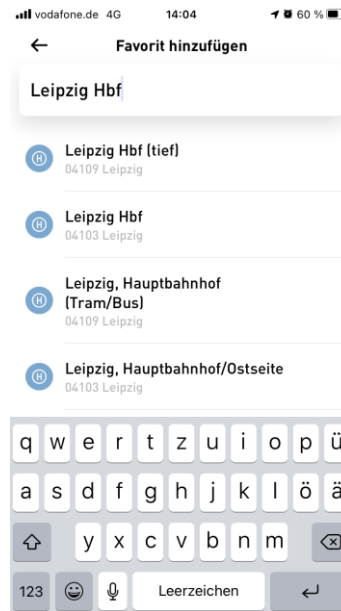 vodafone.de 4G 14:04 60 %
Favorit hinzufügen
Leipzig Hbf
Leipzig Hbf (tief)
04109 Leipzig
Leipzig Hbf
04103 Leipzig
Leipzig, Hauptbahnhof
(Tram/Bus)
04109 Leipzig
Leipzig, Hauptbahnhof/Ostseite
04103 Leipzig
q w e r t z u i o p ü
a s d f g h j k l ö ä
y x c v b n m
123 Leerzeichen